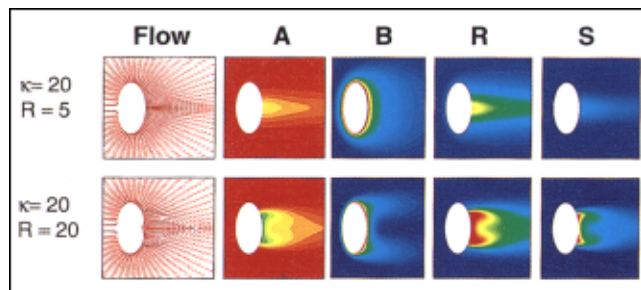 Flow A B R S
κ= 20
R = 5
κ= 20
R = 20